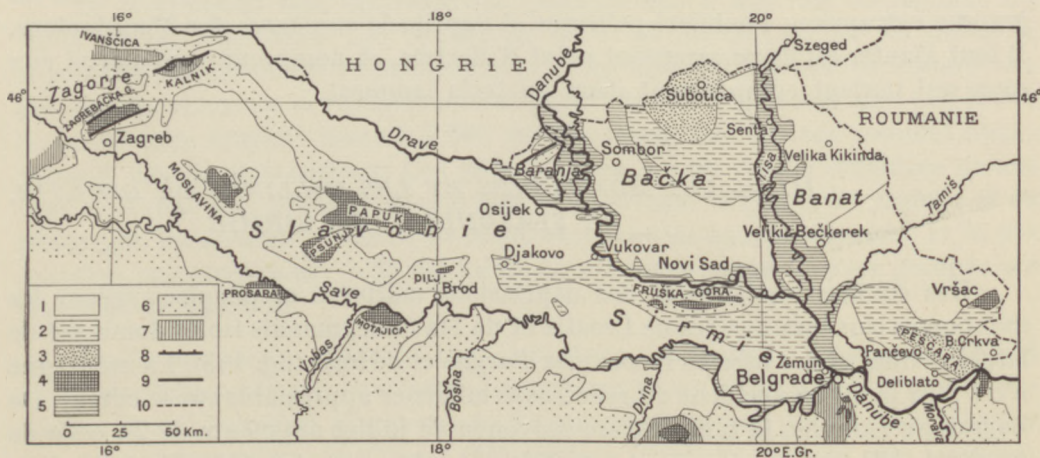 16°
18°
20°
IVANŠČICA
Szeged
HONGRIE
Danube
KALNIK
Zagorje
46°
Subotica
46°
ZAGREBAČKA G.
ROUMANIE
Zagreb
Drave
Senta
Tisa
Sombor
Velika Kikinda
Baranja
Bačka
MOSLAVINA
Banat
Tamiš
PAPUK
Osijek
Slavonie
PSUNJ
Veliki Bečkerek
Djakovo
Vukovar
Novi Sad
DILJ
Brod
PROSARA
Save
FRUŠKA GORA
Vršac
MOTAJICA
Sirmie
PEŠČARA
B. Crkva
Vrbas
Bosna
Drina
Zemun
Pančevo
Belgrade
Deliblato
Danube
Morava
1
2
3
4
5
6
7
8
9
10
0 25 50 Km.
16°
18°
20° E.Gr.